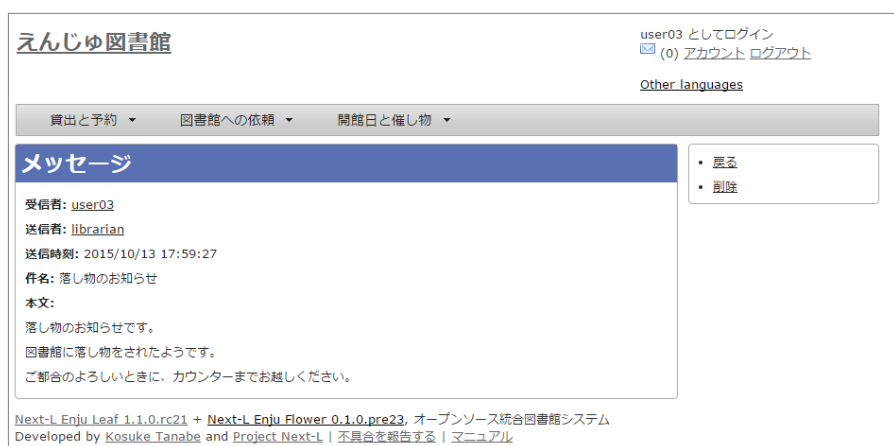 えんじゅ図書館
user03 としてログイン
(0) アカウント ログアウト
Other languages
貸出と予約 図書館への依頼 開館日と催し物
メッセージ
受信者: user03
送信者: librarian
送信時刻: 2015/10/13 17:59:27
件名: 落し物のお知らせ
本文:
落し物のお知らせです。
図書館に落し物をされたようです。
ご都合のよろしいときに、カウンターまでお越しください。
戻る
削除
Next-L Enju Leaf 1.1.0.rc21 + Next-L Enju Flower 0.1.0.pre23, オープンソース統合図書館システム
Developed by Kosuke Tanabe and Project Next-L | 不具合を報告する | マニュアル